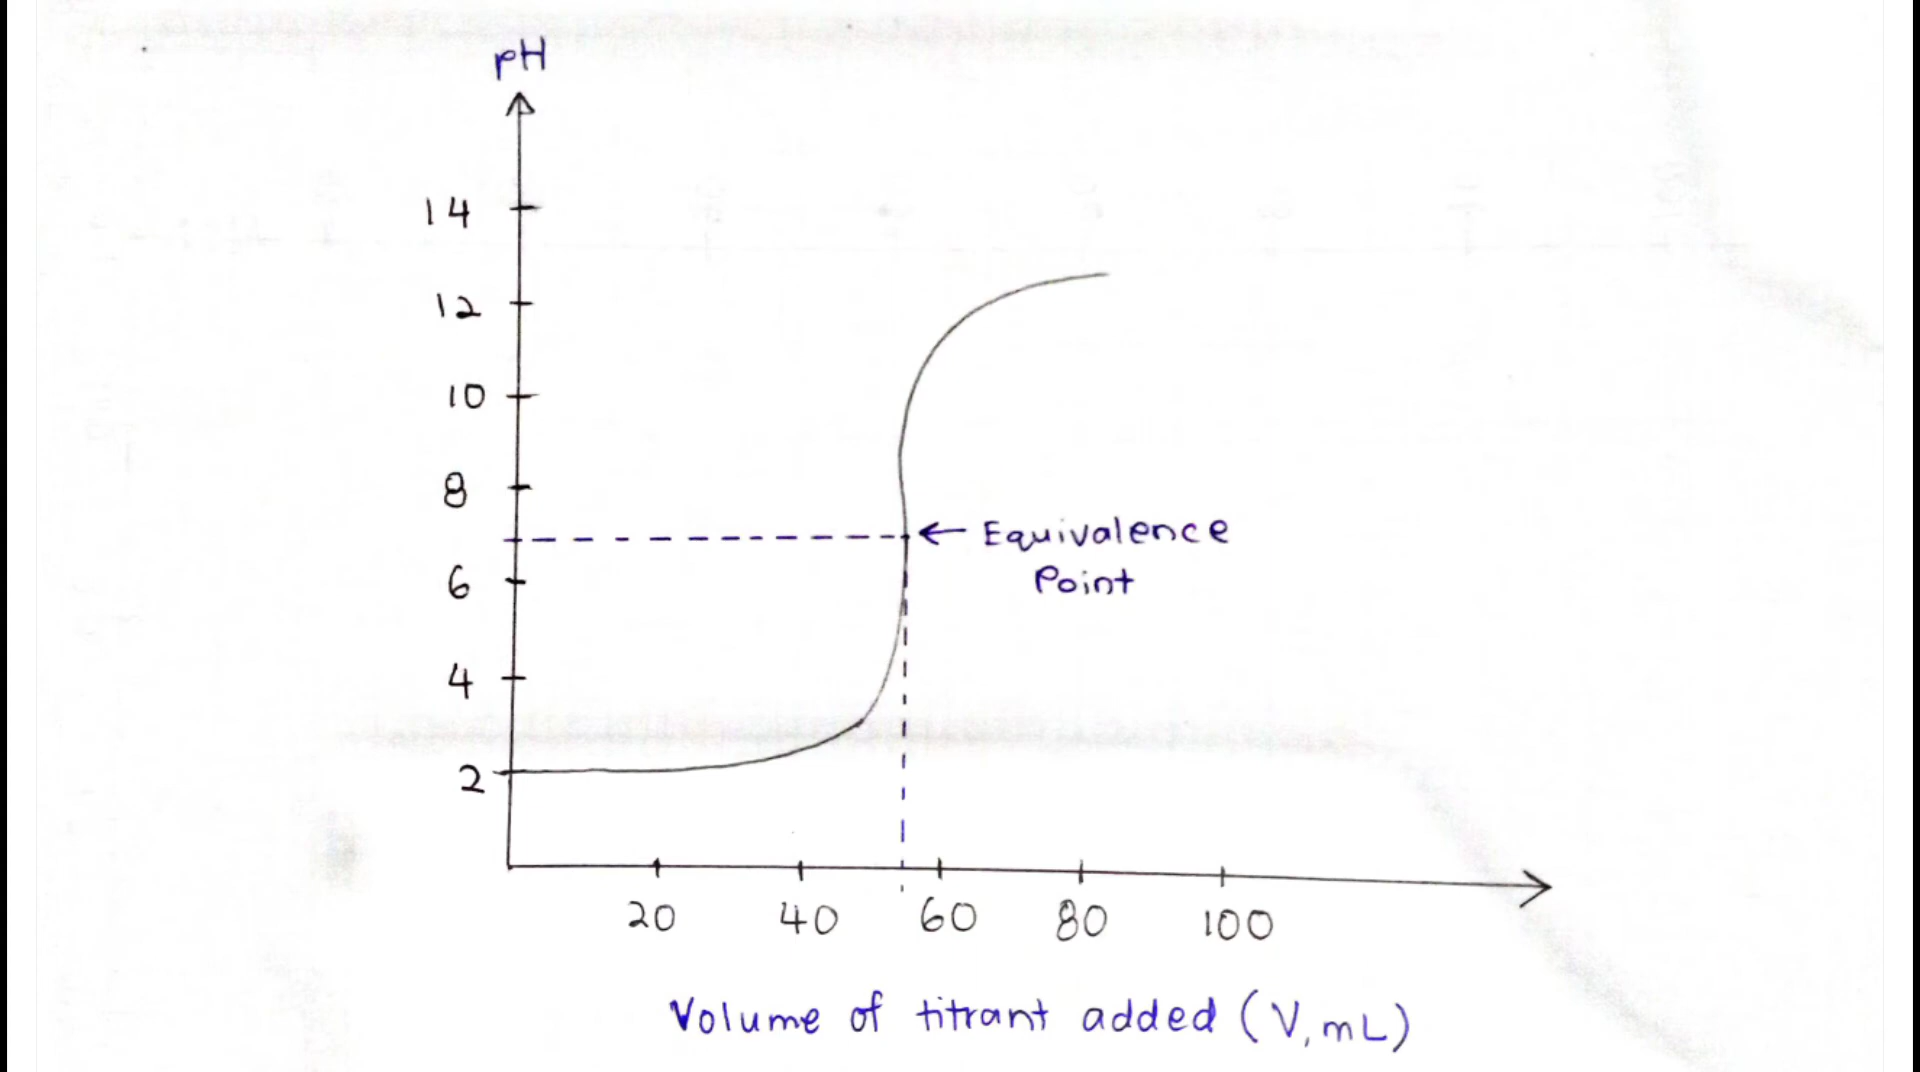 pH
14
12
10
8
6
4
2
Equivalence
Point
20 40 60 80 100
Volume of titrant added (V, mL)